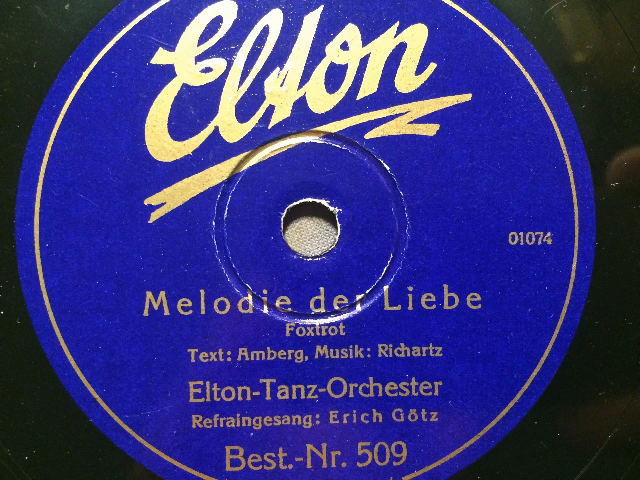 Elton
01074
Melodie der Liebe
Foxtrot
Text: Amberg, Musik: Richartz
Elton-Tanz-Orchester
Refraingesang: Erich Götz
Best.-Nr. 509